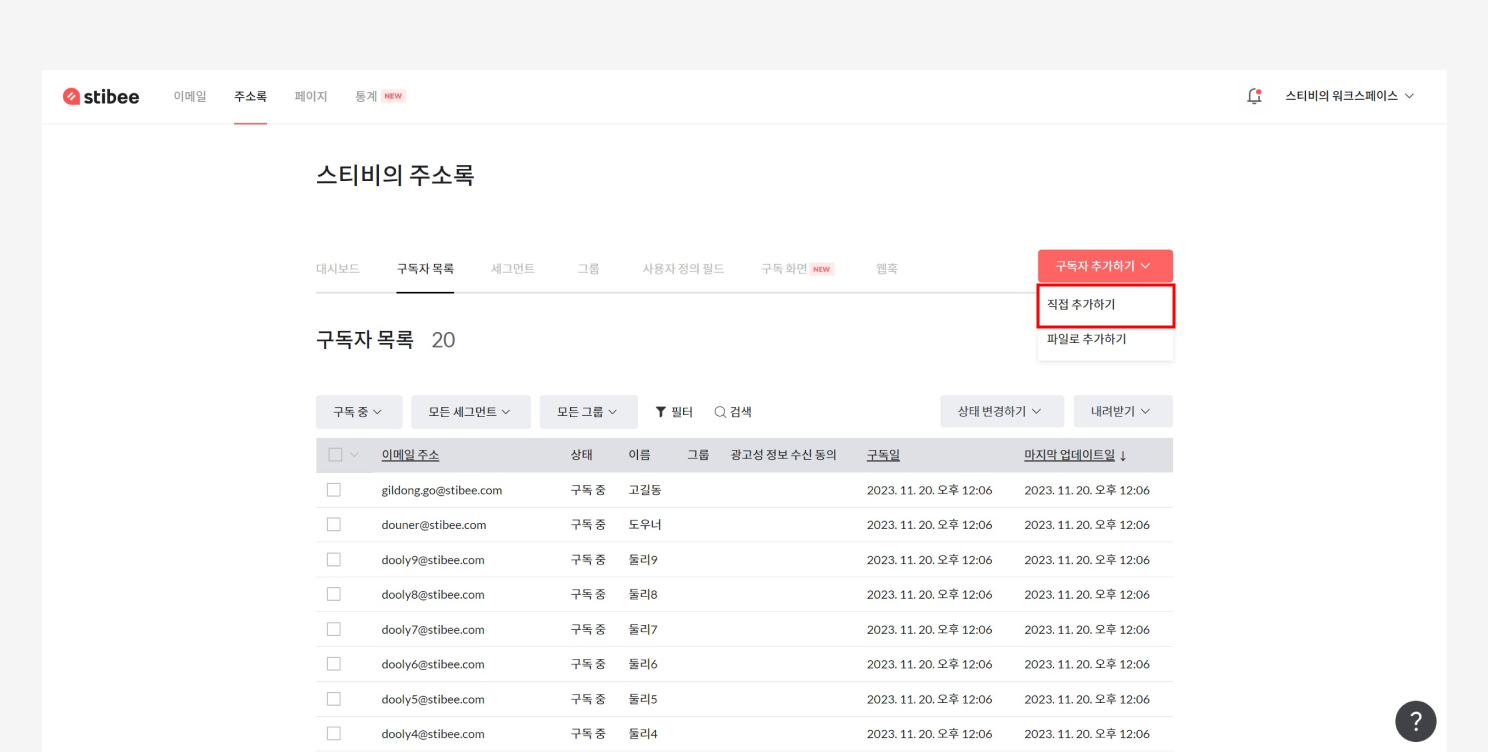 stibee 이메일 주소록 페이지 통계 NEW 스티비의 워크스페이스
스티비의 주소록
대시보드 구독자 목록 세그먼트 그룹 사용자 정의 필드 구독 화면 NEW 웹훅 구독자 추가하기
직접 추가하기
파일로 추가하기
구독자 목록 20
구독 중 모든 세그먼트 모든 그룹 필터 검색 상태 변경하기 내려받기
이메일 주소 상태 이름 그룹 광고성 정보 수신 동의 구독일 마지막 업데이트일 ↓
gildong.go@stibee.com 구독 중 고길동 2023. 11. 20. 오후 12:06 2023. 11. 20. 오후 12:06
douner@stibee.com 구독 중 도우너 2023. 11. 20. 오후 12:06 2023. 11. 20. 오후 12:06
dooly9@stibee.com 구독 중 둘리9 2023. 11. 20. 오후 12:06 2023. 11. 20. 오후 12:06
dooly8@stibee.com 구독 중 둘리8 2023. 11. 20. 오후 12:06 2023. 11. 20. 오후 12:06
dooly7@stibee.com 구독 중 둘리7 2023. 11. 20. 오후 12:06 2023. 11. 20. 오후 12:06
dooly6@stibee.com 구독 중 둘리6 2023. 11. 20. 오후 12:06 2023. 11. 20. 오후 12:06
dooly5@stibee.com 구독 중 둘리5 2023. 11. 20. 오후 12:06 2023. 11. 20. 오후 12:06
dooly4@stibee.com 구독 중 둘리4 2023. 11. 20. 오후 12:06 2023. 11. 20. 오후 12:06
?